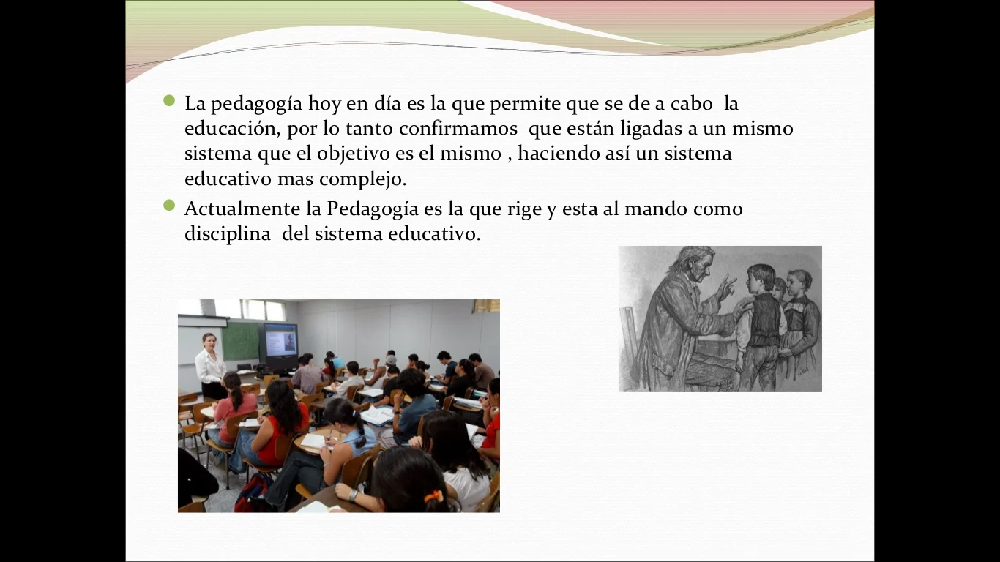 La pedagogía hoy en día es la que permite que se de a cabo  la
educación, por lo tanto confirmamos  que están ligadas a un mismo
sistema que el objetivo es el mismo , haciendo así un sistema
educativo mas complejo.
Actualmente la Pedagogía es la que rige y esta al mando como
disciplina  del sistema educativo.